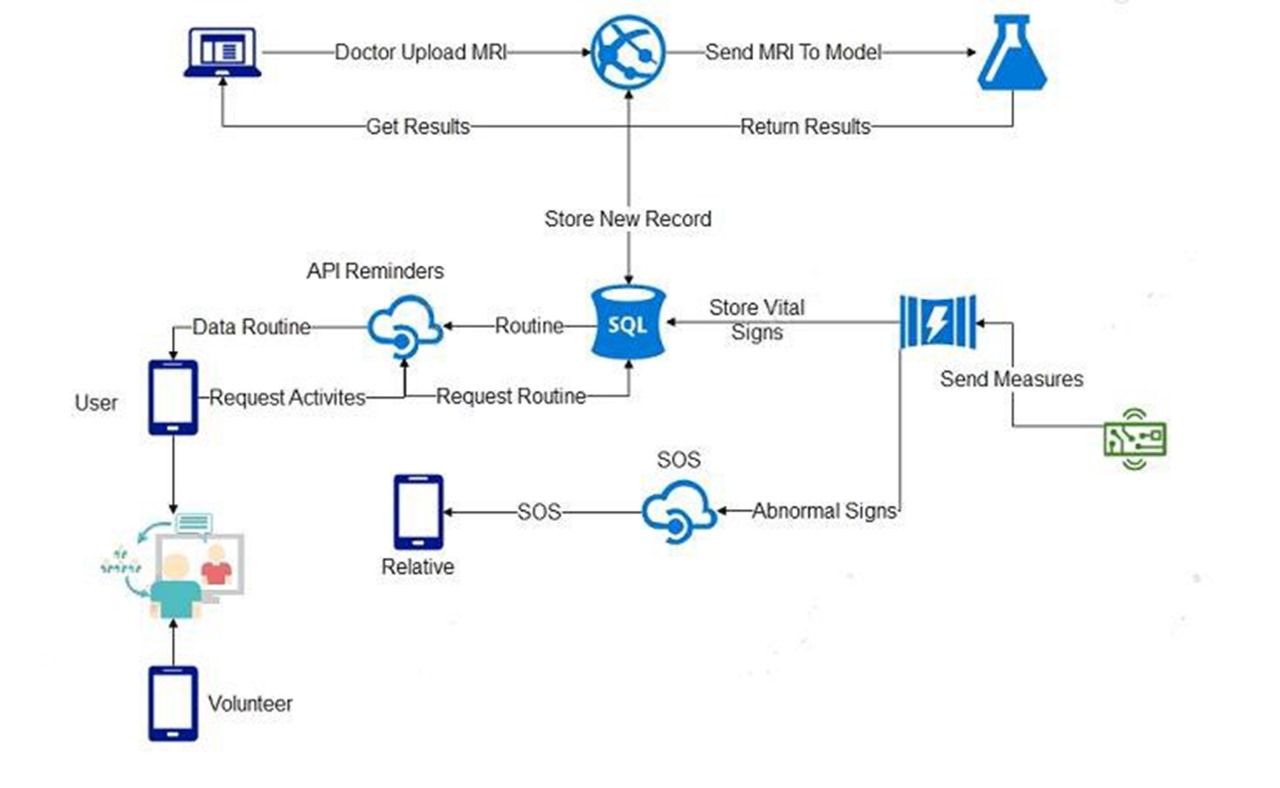 Doctor Upload MRI
Send MRI To Model
Get Results
Return Results
Store New Record
API Reminders
Data Routine
Routine
SQL
Store Vital
Signs
Send Measures
User
Request Activites
Request Routine
SOS
SOS
Abnormal Signs
Relative
Volunteer